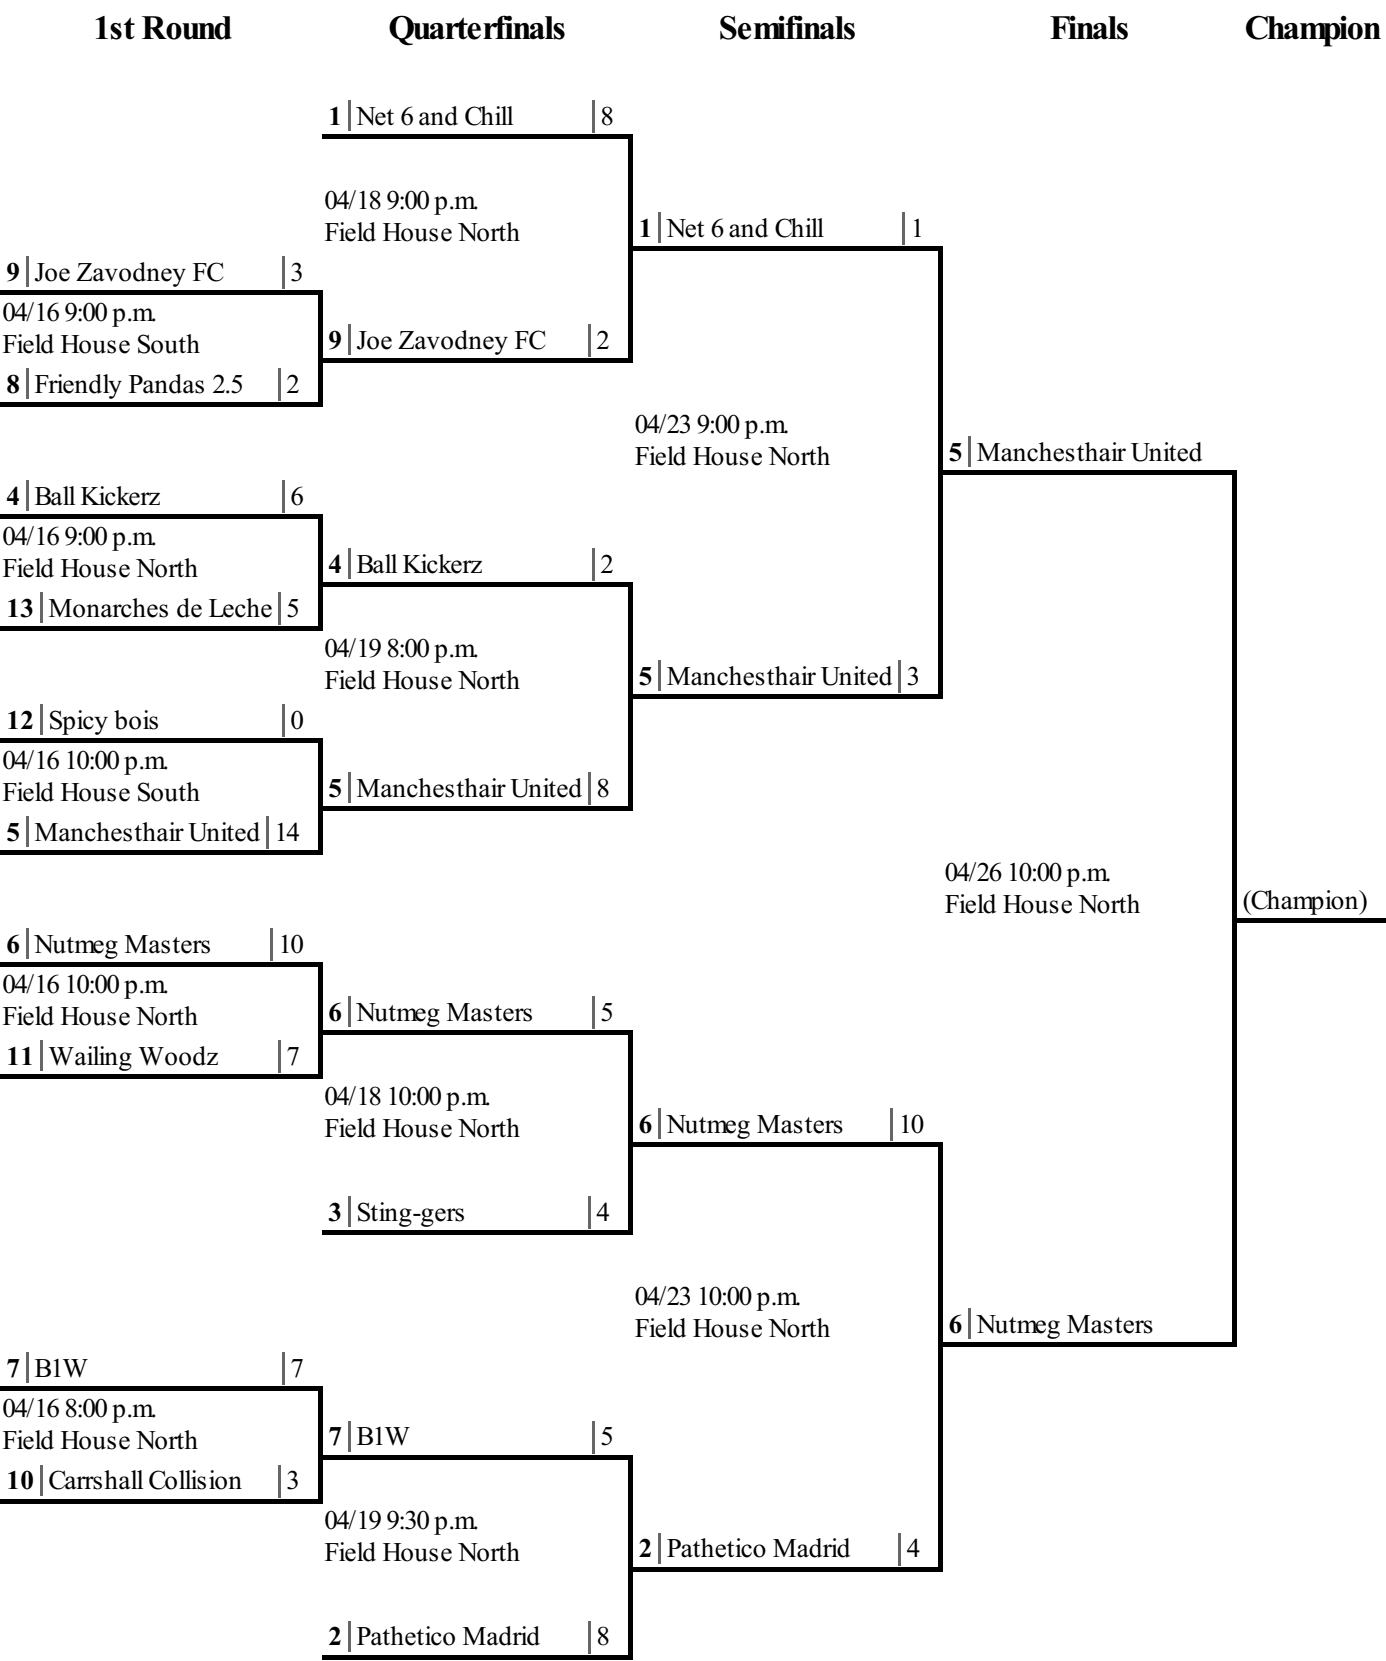 1st Round Quarterfinals Semifinals Finals Champion
1 Net 6 and Chill 8
04/18 9:00 p.m.
Field House North
1 Net 6 and Chill 1
9 Joe Zavodney FC 3
04/16 9:00 p.m.
Field House South
9 Joe Zavodney FC 2
8 Friendly Pandas 2.5 2
04/23 9:00 p.m.
Field House North
5 Manchesthair United
4 Ball Kickerz 6
04/16 9:00 p.m.
Field House North
4 Ball Kickerz 2
13 Monarches de Leche 5
04/19 8:00 p.m.
Field House North
5 Manchesthair United 3
12 Spicy bois 0
04/16 10:00 p.m.
Field House South
5 Manchesthair United 8
5 Manchesthair United 14
04/26 10:00 p.m.
Field House North
(Champion)
6 Nutmeg Masters 10
04/16 10:00 p.m.
Field House North
6 Nutmeg Masters 5
11 Wailing Woodz 7
04/18 10:00 p.m.
Field House North
6 Nutmeg Masters 10
3 Sting-gers 4
04/23 10:00 p.m.
Field House North
6 Nutmeg Masters
7 B1W 7
04/16 8:00 p.m.
Field House North
7 B1W 5
10 Carrshall Collision 3
04/19 9:30 p.m.
Field House North
2 Pathetico Madrid 4
2 Pathetico Madrid 8